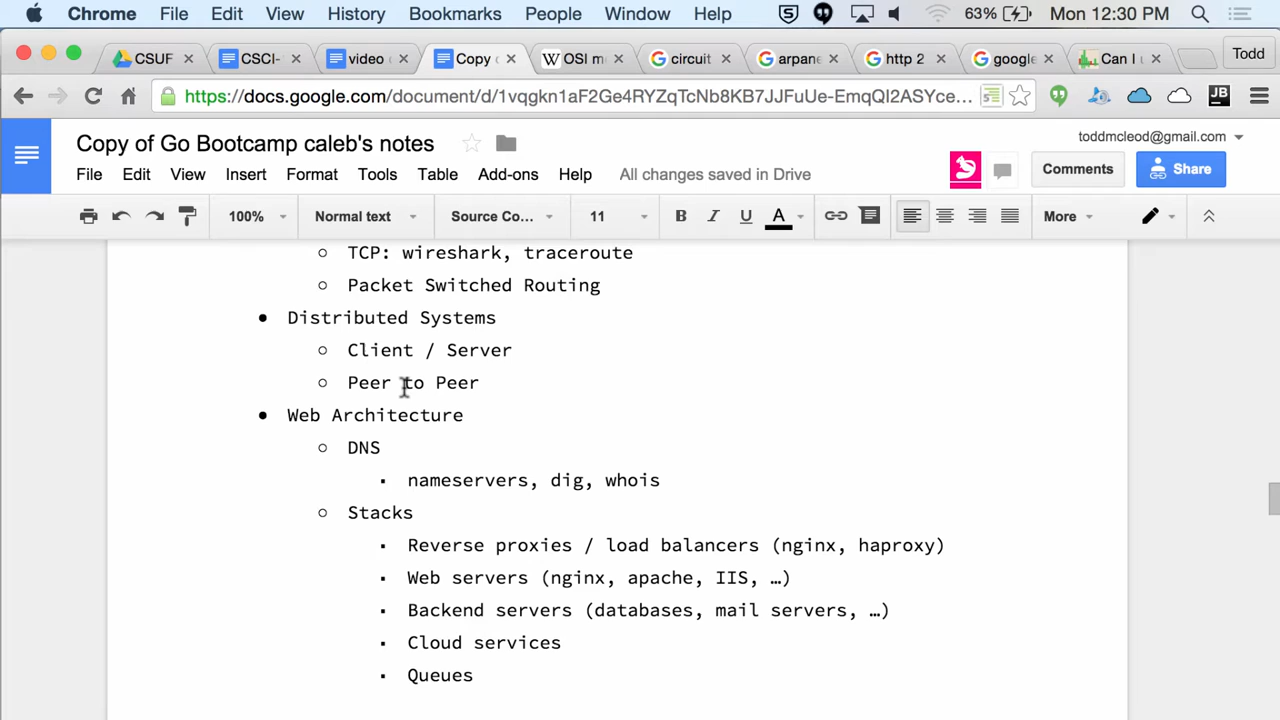 Chrome File Edit View History Bookmarks People Window Help 63% Mon 12:30 PM
CSUF CSCI- video Copy OSI m circuit arpane http 2 google Can I Todd
https://docs.google.com/document/d/1vqgkn1aF2Ge4RYZqTcNb8KB7JJFuUe-EmqQI2ASYce...
Copy of Go Bootcamp caleb's notes
toddmcleod@gmail.com
File Edit View Insert Format Tools Table Add-ons Help All changes saved in Drive
Comments Share
100% Normal text Source Co... 11 B I U A More
TCP: wireshark, traceroute
Packet Switched Routing
Distributed Systems
Client / Server
Peer to Peer
Web Architecture
DNS
nameservers, dig, whois
Stacks
Reverse proxies / load balancers (nginx, haproxy)
Web servers (nginx, apache, IIS, …)
Backend servers (databases, mail servers, …)
Cloud services
Queues